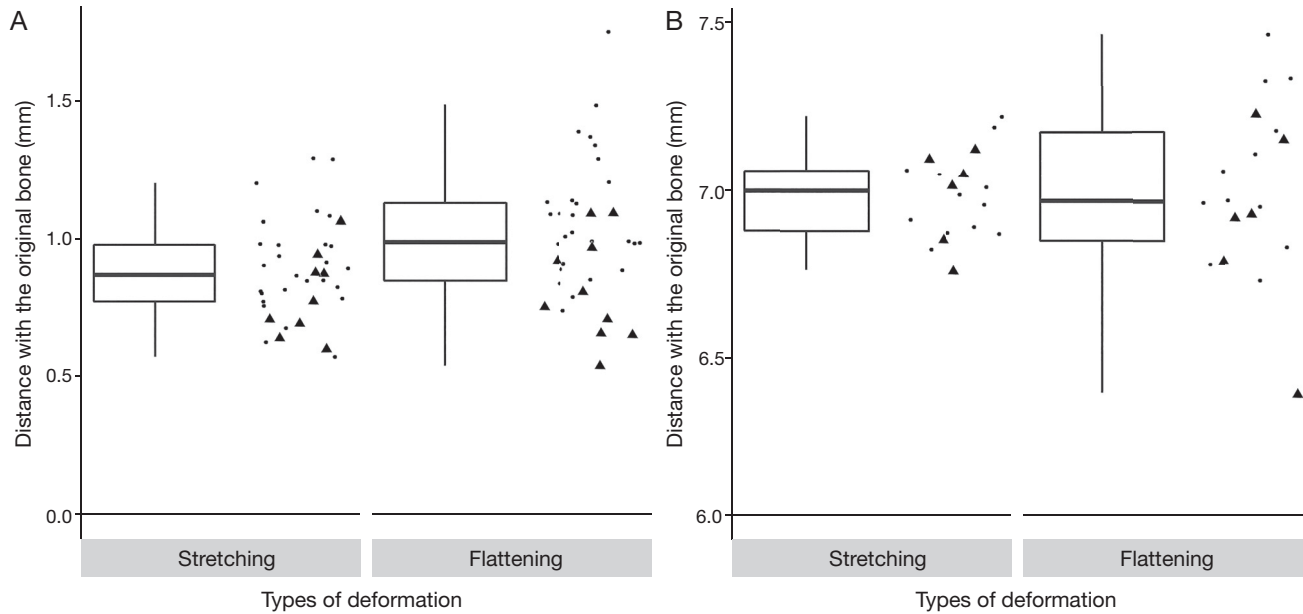 A
Distance with the original bone (mm)
1.5
1.0
0.5
0.0
Stretching
Flattening
Types of deformation
B
Distance with the original bone (mm)
7.5
7.0
6.5
6.0
Stretching
Flattening
Types of deformation